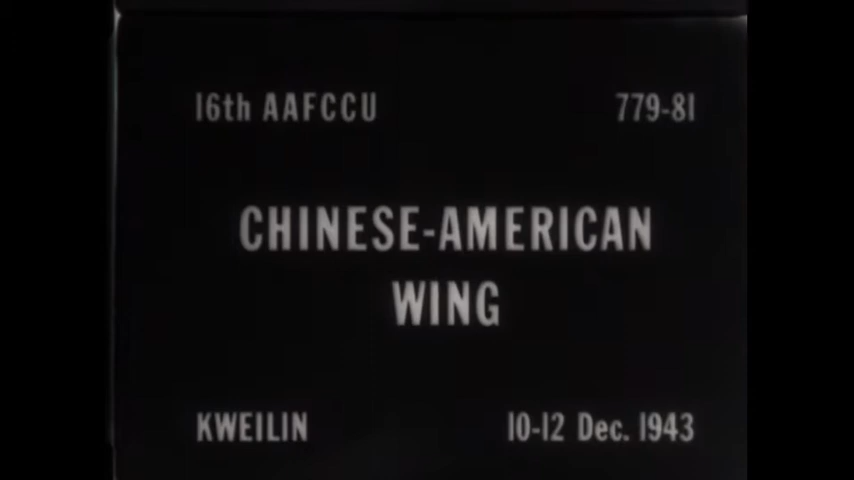 16th AAFCCU 779-81
CHINESE-AMERICAN
WING
KWEILIN 10-12 Dec. 1943